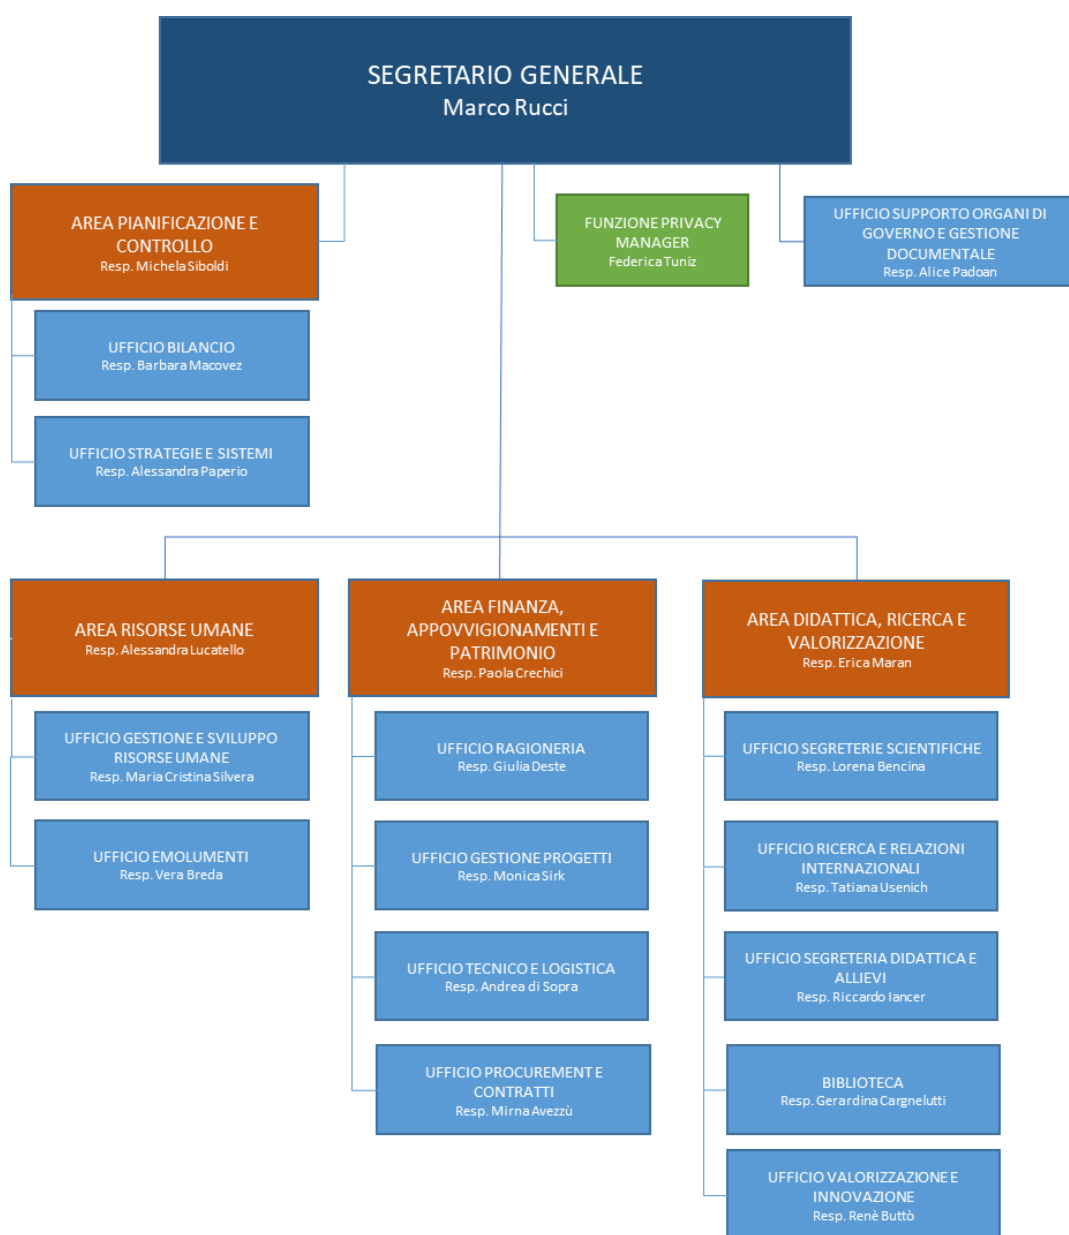 SEGRETARIO GENERALE
Marco Rucci
AREA PIANIFICAZIONE E
CONTROLLO
Resp. Michela Siboldi
FUNZIONE PRIVACY
MANAGER
Federica Tuniz
UFFICIO SUPPORTO ORGANI DI
GOVERNO E GESTIONE
DOCUMENTALE
Resp. Alice Padoan
UFFICIO BILANCIO
Resp. Barbara Macovez
UFFICIO STRATEGIE E SISTEMI
Resp. Alessandra Paperio
AREA RISORSE UMANE
Resp. Alessandra Lucatello
UFFICIO GESTIONE E SVILUPPO
RISORSE UMANE
Resp. Maria Cristina Silvera
UFFICIO EMOLUMENTI
Resp. Vera Breda
AREA FINANZA,
APPOVVIGIONAMENTI E
PATRIMONIO
Resp. Paola Crechici
UFFICIO RAGIONERIA
Resp. Giulia Deste
UFFICIO GESTIONE PROGETTI
Resp. Monica Sirk
UFFICIO TECNICO E LOGISTICA
Resp. Andrea di Sopra
UFFICIO PROCUREMENT E
CONTRATTI
Resp. Mirna Avezzù
AREA DIDATTICA, RICERCA E
VALORIZZAZIONE
Resp. Erica Maran
UFFICIO SEGRETERIE SCIENTIFICHE
Resp. Lorena Bencina
UFFICIO RICERCA E RELAZIONI
INTERNAZIONALI
Resp. Tatiana Usenich
UFFICIO SEGRETERIA DIDATTICA E
ALLIEVI
Resp. Riccardo Iancer
BIBLIOTECA
Resp. Gerardina Cargnelutti
UFFICIO VALORIZZAZIONE E
INNOVAZIONE
Resp. Renè Buttò